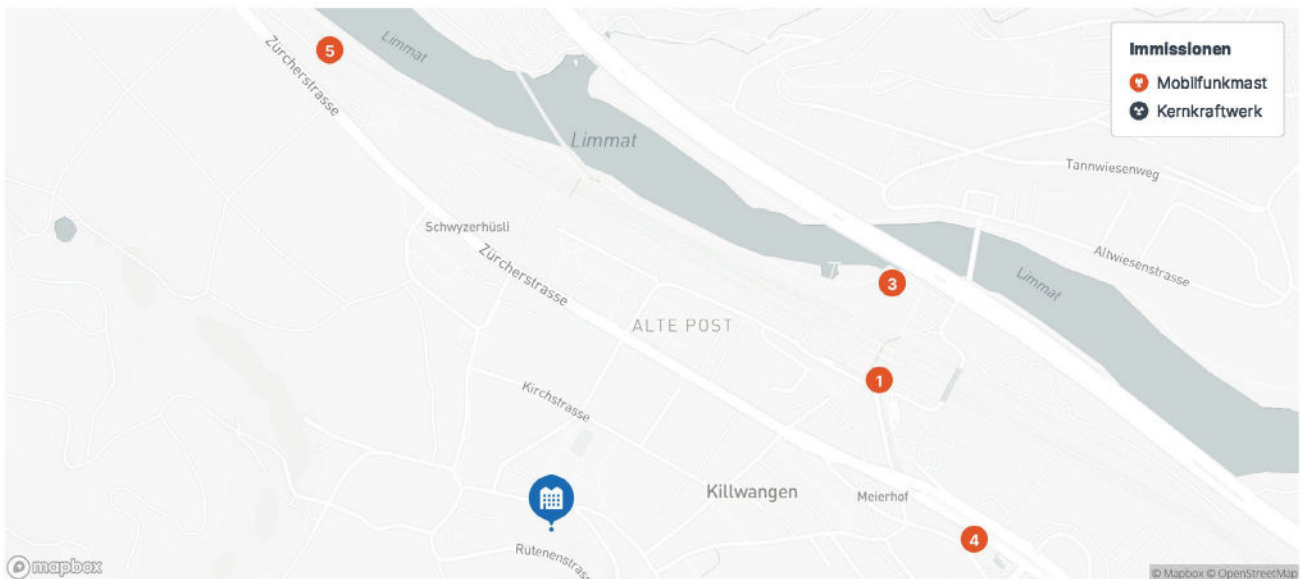 Immissionen
Mobilfunkmast
Kernkraftwerk
5
Limmat
Zürcherstrasse
Limmat
Tannwiesenweg
Schwyzerhüsli
Zürcherstrasse
Altwiesenstrasse
Limmat
3
ALTE POST
1
Kirchstrasse
Killwangen
Meierhof
4
Rütenenstrass
mapbox
© Mapbox © OpenStreetMap